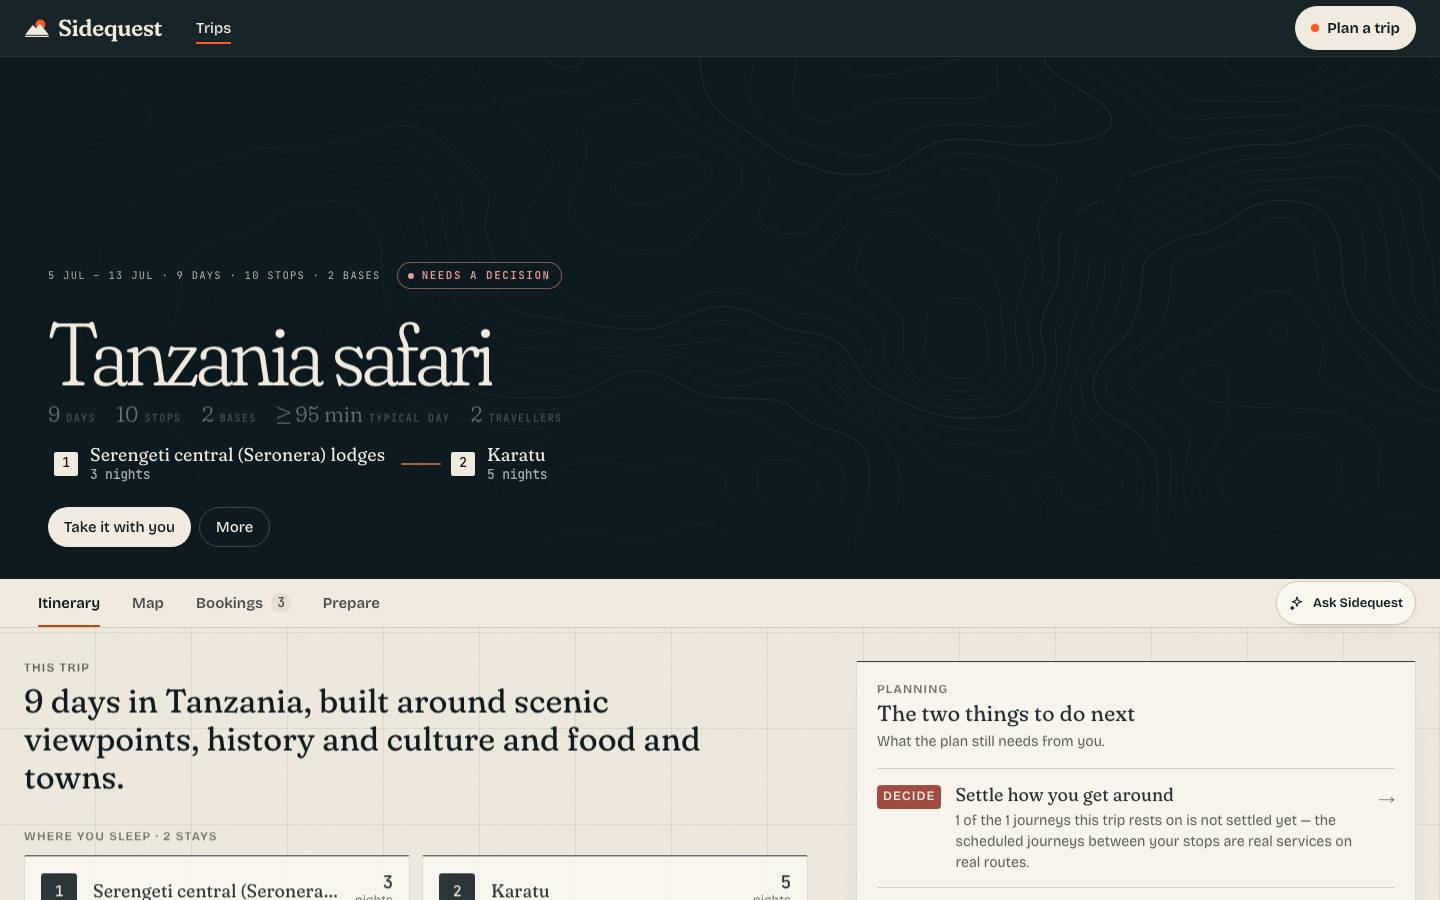 Sidequest
Trips
Plan a trip
5 JUL – 13 JUL · 9 DAYS · 10 STOPS · 2 BASES
NEEDS A DECISION
Tanzania safari
9 DAYS 10 STOPS 2 BASES ≥ 95 min TYPICAL DAY 2 TRAVELLERS
1 Serengeti central (Seronera) lodges
3 nights
2 Karatu
5 nights
Take it with you
More
Itinerary
Map
Bookings 3
Prepare
Ask Sidequest
THIS TRIP
9 days in Tanzania, built around scenic
viewpoints, history and culture and food and
towns.
WHERE YOU SLEEP · 2 STAYS
1 Serengeti central (Seronera... 3
nights
2 Karatu 5
nights
PLANNING
The two things to do next
What the plan still needs from you.
DECIDE
Settle how you get around →
1 of the 1 journeys this trip rests on is not settled yet — the
scheduled journeys between your stops are real services on
real routes.